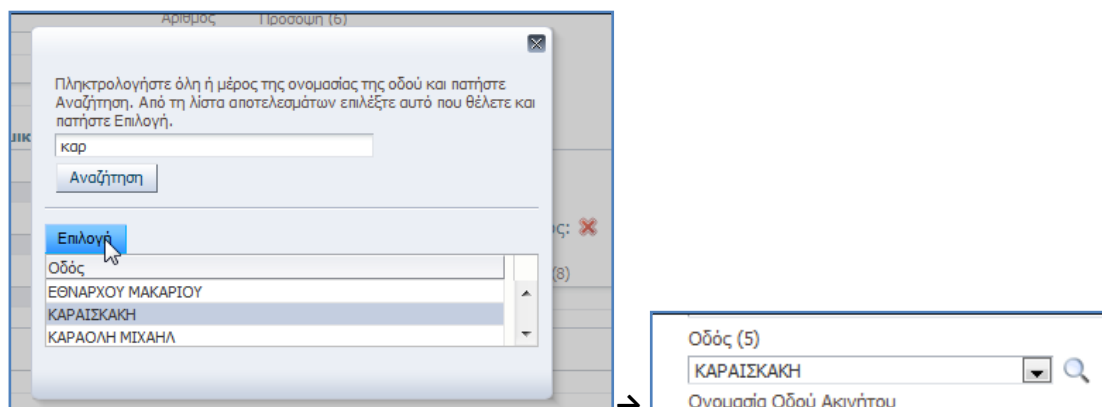 Αριθμός Πρόσοψη (6)
Πληκτρολογήστε όλη ή μέρος της ονομασίας της οδού και πατήστε
Αναζήτηση. Από τη λίστα αποτελεσμάτων επιλέξτε αυτό που θέλετε και
πατήστε Επιλογή.
καρ
Αναζήτηση
Επιλογή
Οδός
ΕΘΝΑΡΧΟΥ ΜΑΚΑΡΙΟΥ
ΚΑΡΑΙΣΚΑΚΗ
ΚΑΡΑΟΛΗ ΜΙΧΑΗΛ
(8)
Οδός (5)
ΚΑΡΑΙΣΚΑΚΗ
Ονομασία Οδού Ακινήτου